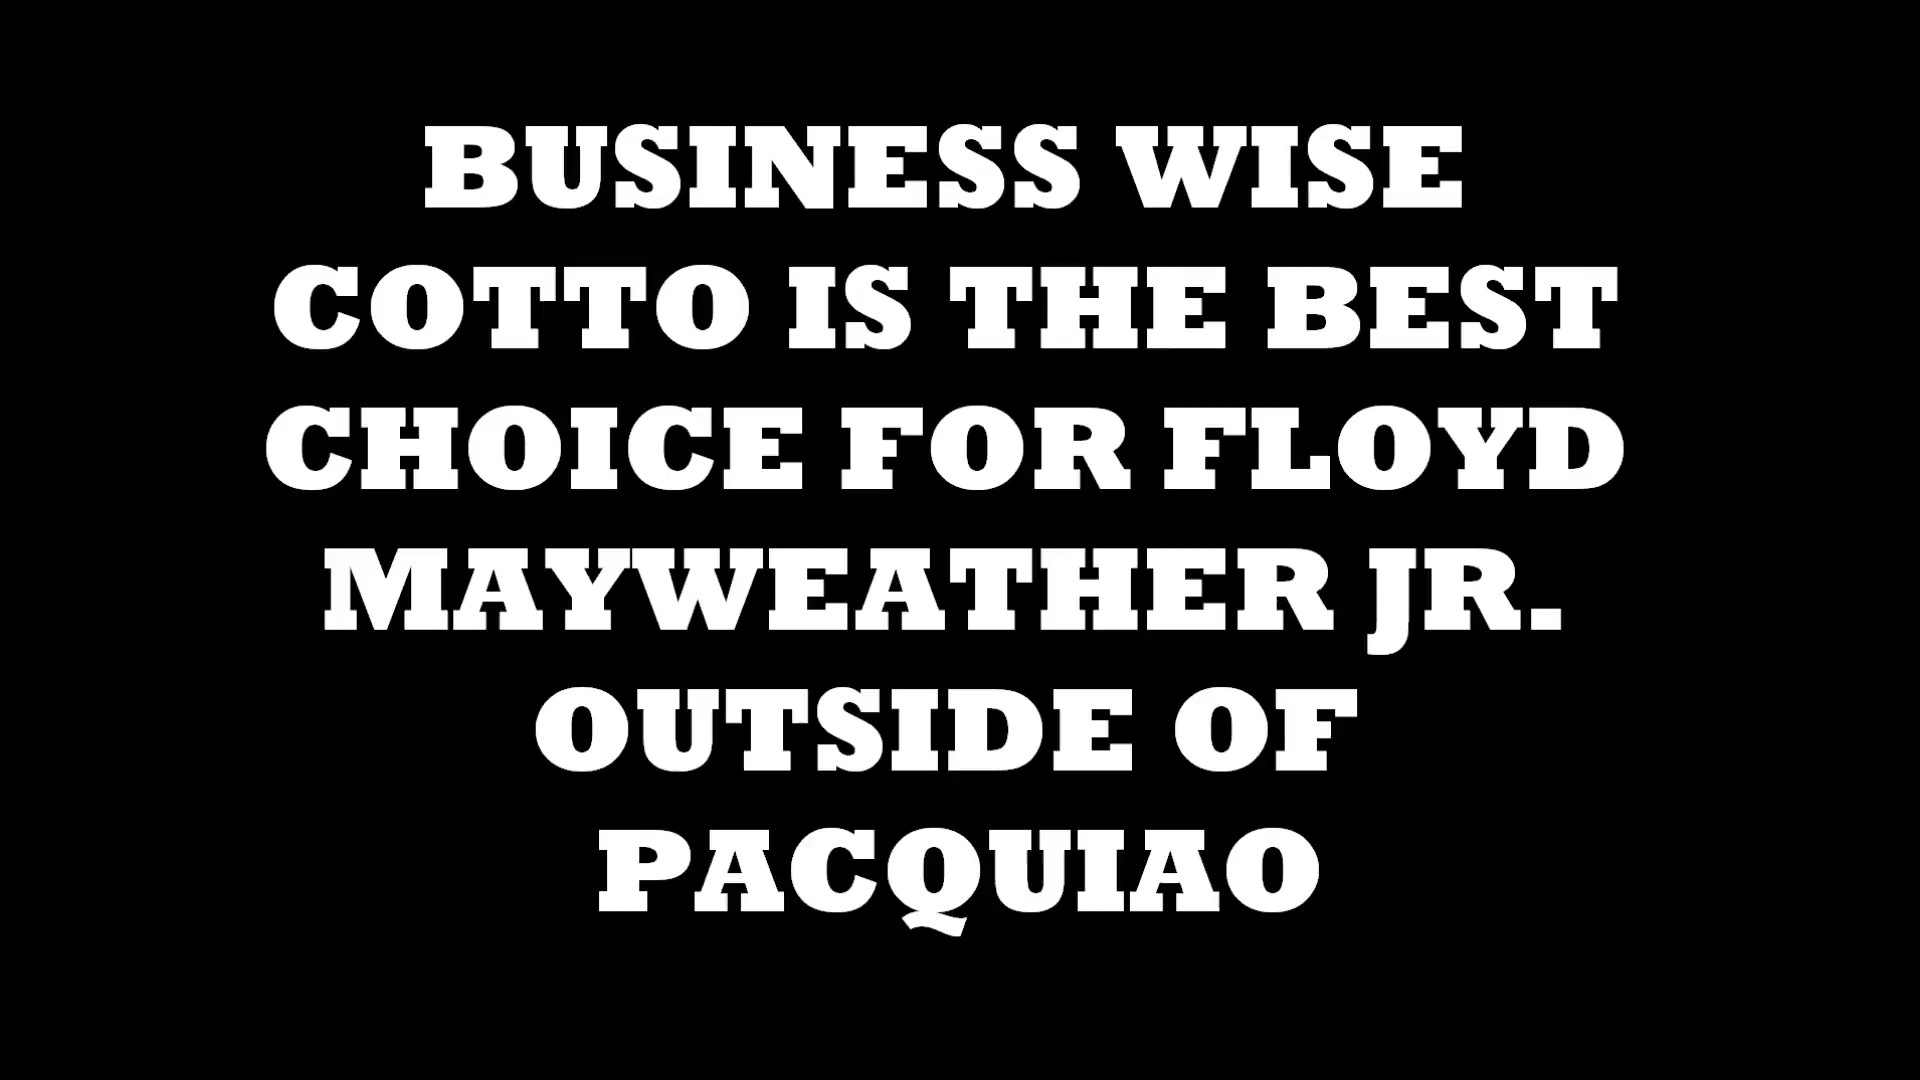 BUSINESS WISE
COTTO IS THE BEST
CHOICE FOR FLOYD
MAYWEATHER JR.
OUTSIDE OF
PACQUIAO